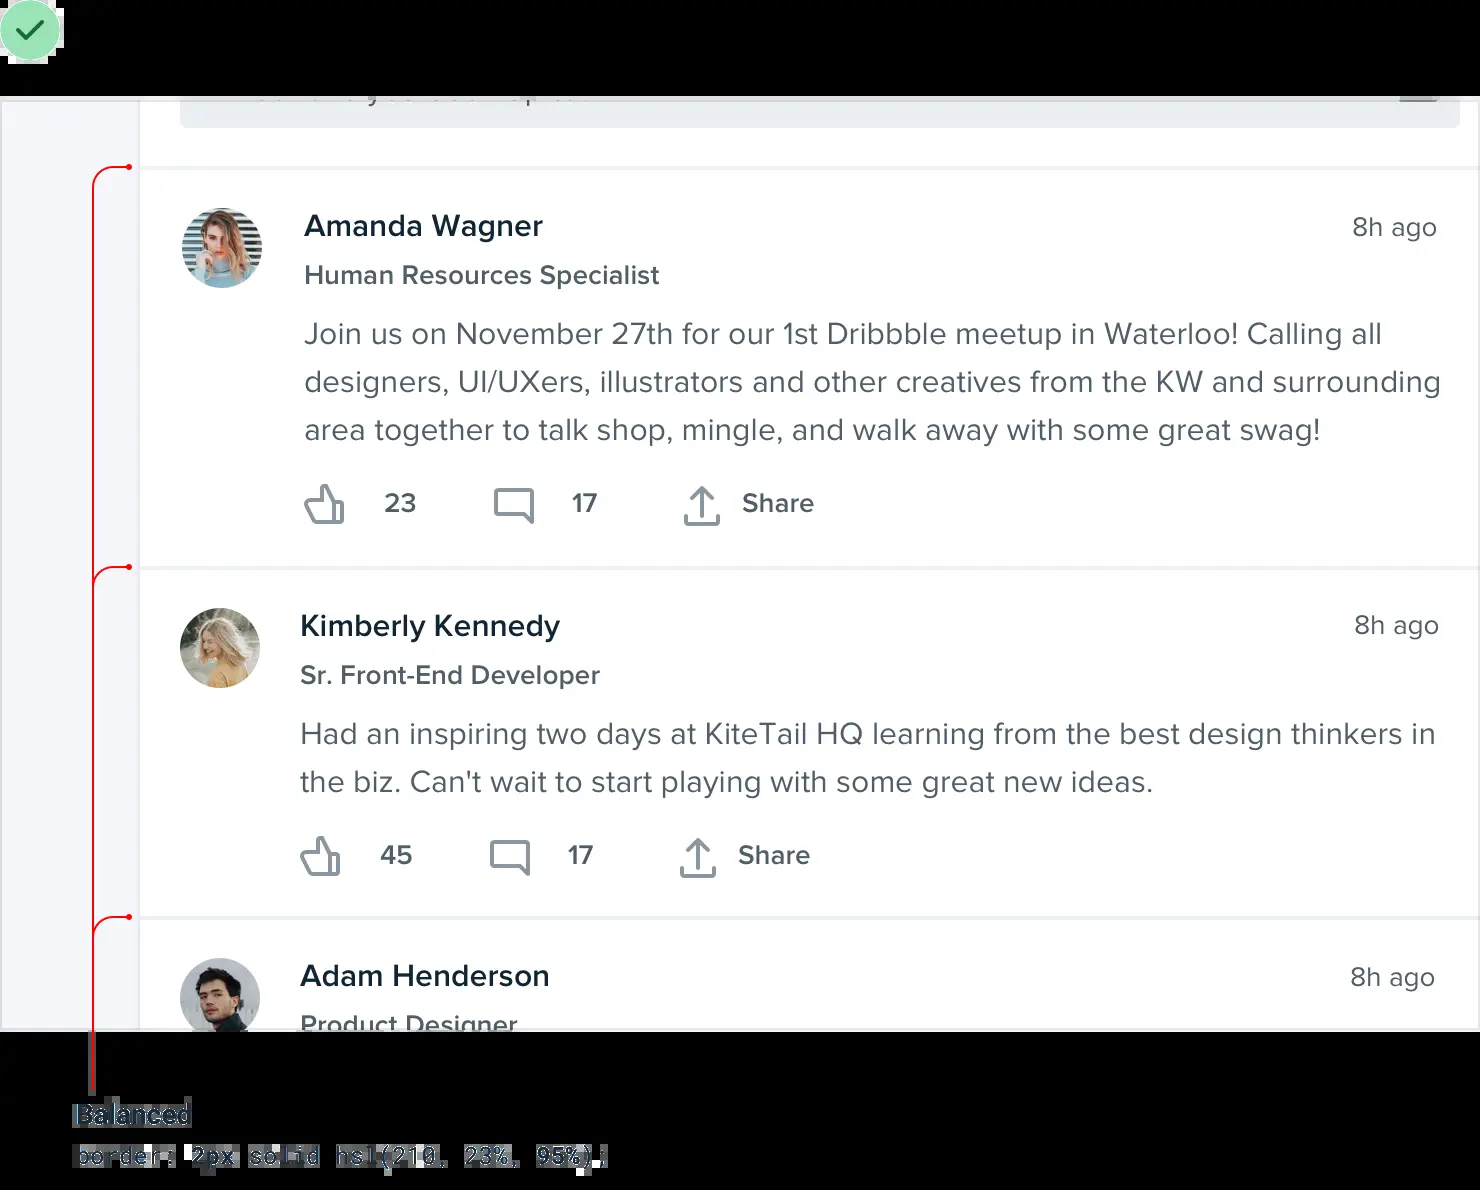 Amanda Wagner
8h ago
Human Resources Specialist
Join us on November 27th for our 1st Dribbble meetup in Waterloo! Calling all
designers, UI/UXers, illustrators and other creatives from the KW and surrounding
area together to talk shop, mingle, and walk away with some great swag!
23 17 Share
Kimberly Kennedy
8h ago
Sr. Front-End Developer
Had an inspiring two days at KiteTail HQ learning from the best design thinkers in
the biz. Can't wait to start playing with some great new ideas.
45 17 Share
Adam Henderson
8h ago
Product Designer
Balanced
border: 2px solid hsl(210, 23%, 95%);